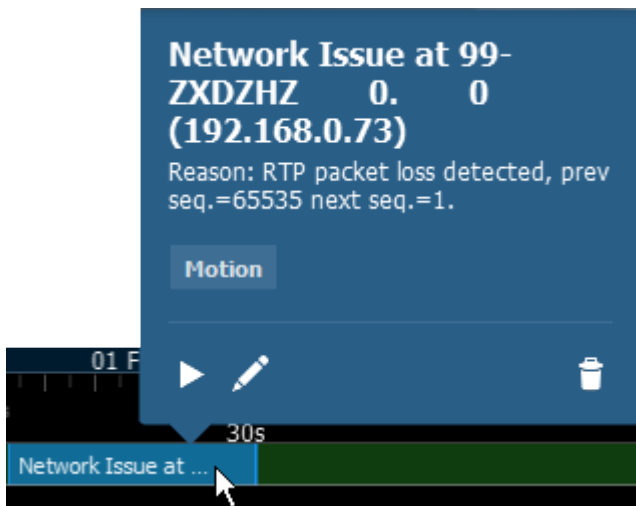 Network Issue at 99-
ZXDZHZ 0. 0
(192.168.0.73)
Reason: RTP packet loss detected, prev
seq.=65535 next seq.=1.
Motion
01 F
30s
Network Issue at ...